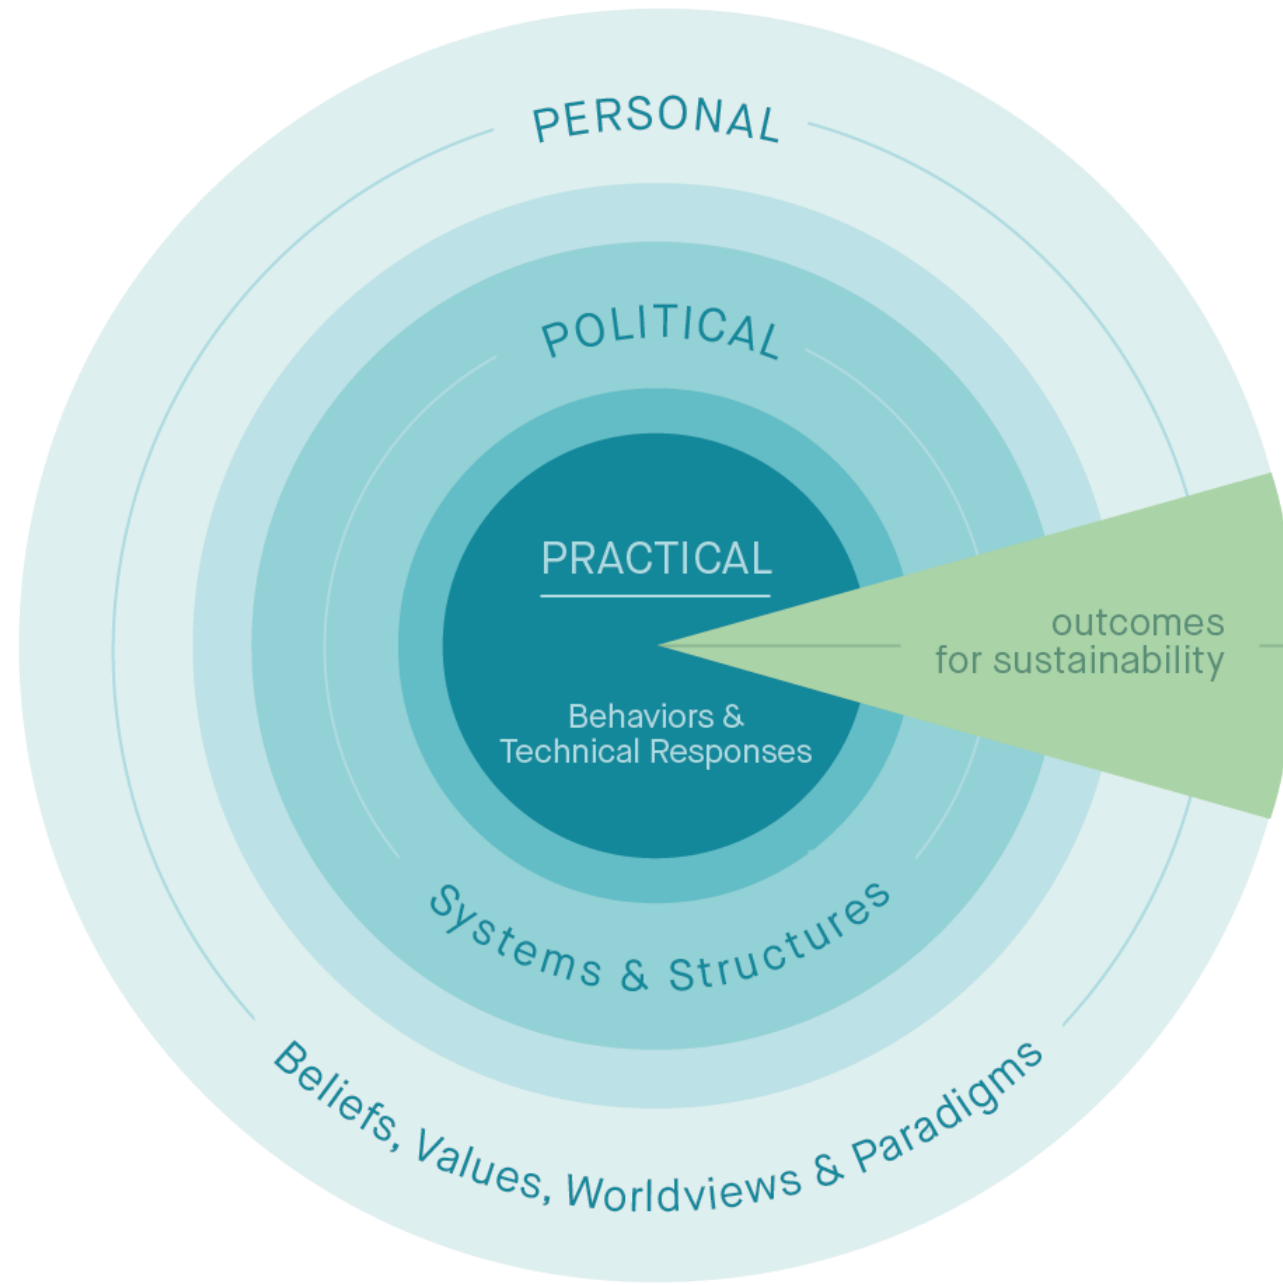 PERSONAL
POLITICAL
PRACTICAL
outcomes
for sustainability
Behaviors &
Technical Responses
Systems & Structures
Beliefs, Values, Worldviews & Paradigms